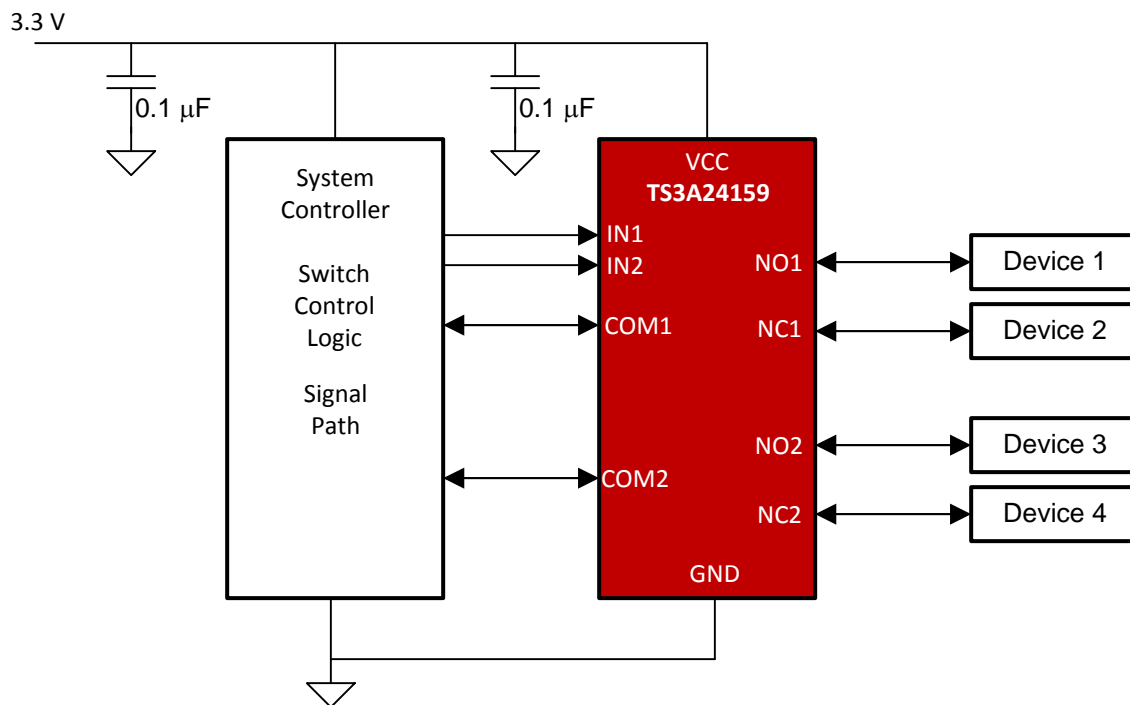 3.3 V
0.1 μF
0.1 μF
System
Controller
Switch
Control
Logic
Signal
Path
VCC
TS3A24159
IN1
IN2
COM1
COM2
NO1
NC1
NO2
NC2
GND
Device 1
Device 2
Device 3
Device 4